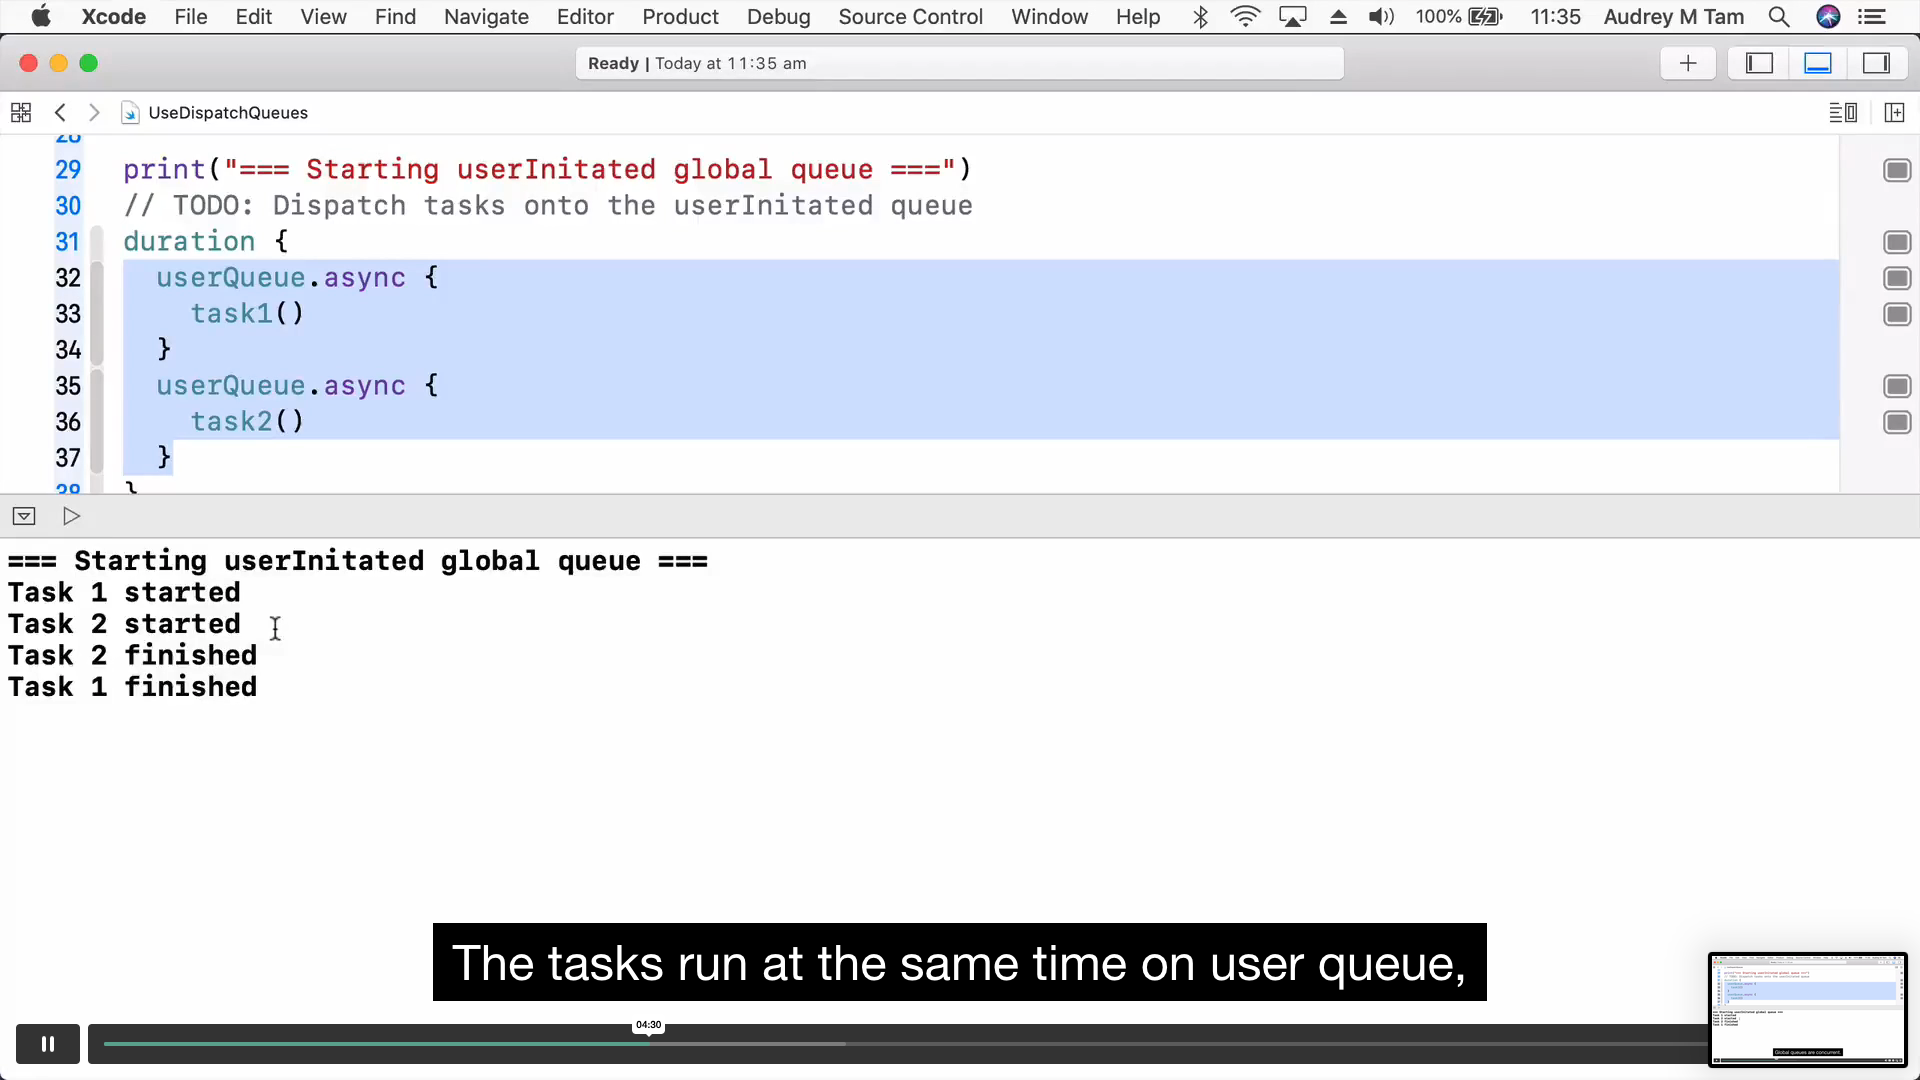 Xcode File Edit View Find Navigate Editor Product Debug Source Control Window Help 100% 11:35 Audrey M Tam
Ready | Today at 11:35 am
UseDispatchQueues
28
29 print("=== Starting userInitated global queue ===")
30 // TODO: Dispatch tasks onto the userInitated queue
31 duration {
32 userQueue.async {
33 task1()
34 }
35 userQueue.async {
36 task2()
37 }
38 }
=== Starting userInitated global queue ===
Task 1 started
Task 2 started
Task 2 finished
Task 1 finished
The tasks run at the same time on user queue,
04:30
Global queues are concurrent.